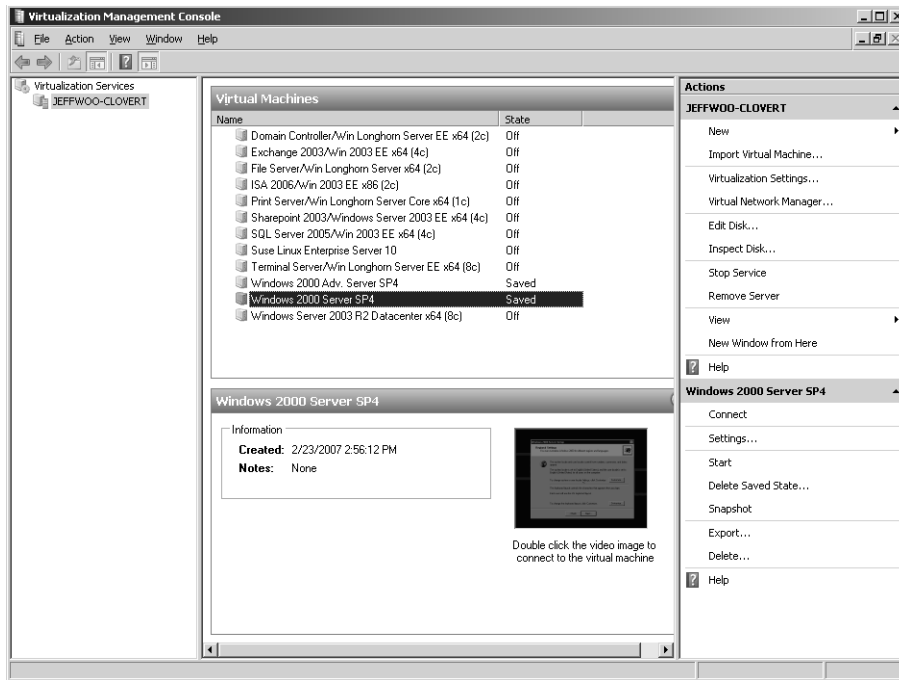 Virtualization Management Console
File Action View Window Help
Virtualization Services
JEFFWOO-CLOVERT
Virtual Machines
Name State
Domain Controller/Win Longhorn Server EE x64 (2c) Off
Exchange 2003/Win 2003 EE x64 (4c) Off
File Server/Win Longhorn Server x64 (2c) Off
ISA 2006/Win 2003 EE x86 (2c) Off
Print Server/Win Longhorn Server Core x64 (1c) Off
Sharepoint 2003/Windows Server 2003 EE x64 (4c) Off
SQL Server 2005/Win 2003 EE x64 (4c) Off
Suse Linux Enterprise Server 10 Off
Terminal Server/Win Longhorn Server EE x64 (8c) Off
Windows 2000 Adv. Server SP4 Saved
Windows 2000 Server SP4 Saved
Windows Server 2003 R2 Datacenter x64 (8c) Off
Windows 2000 Server SP4
Information
Created: 2/23/2007 2:56:12 PM
Notes: None
Double click the video image to
connect to the virtual machine
Actions
JEFFWOO-CLOVERT
New
Import Virtual Machine...
Virtualization Settings...
Virtual Network Manager...
Edit Disk...
Inspect Disk...
Stop Service
Remove Server
View
New Window from Here
Help
Windows 2000 Server SP4
Connect
Settings...
Start
Delete Saved State...
Snapshot
Export...
Delete...
Help